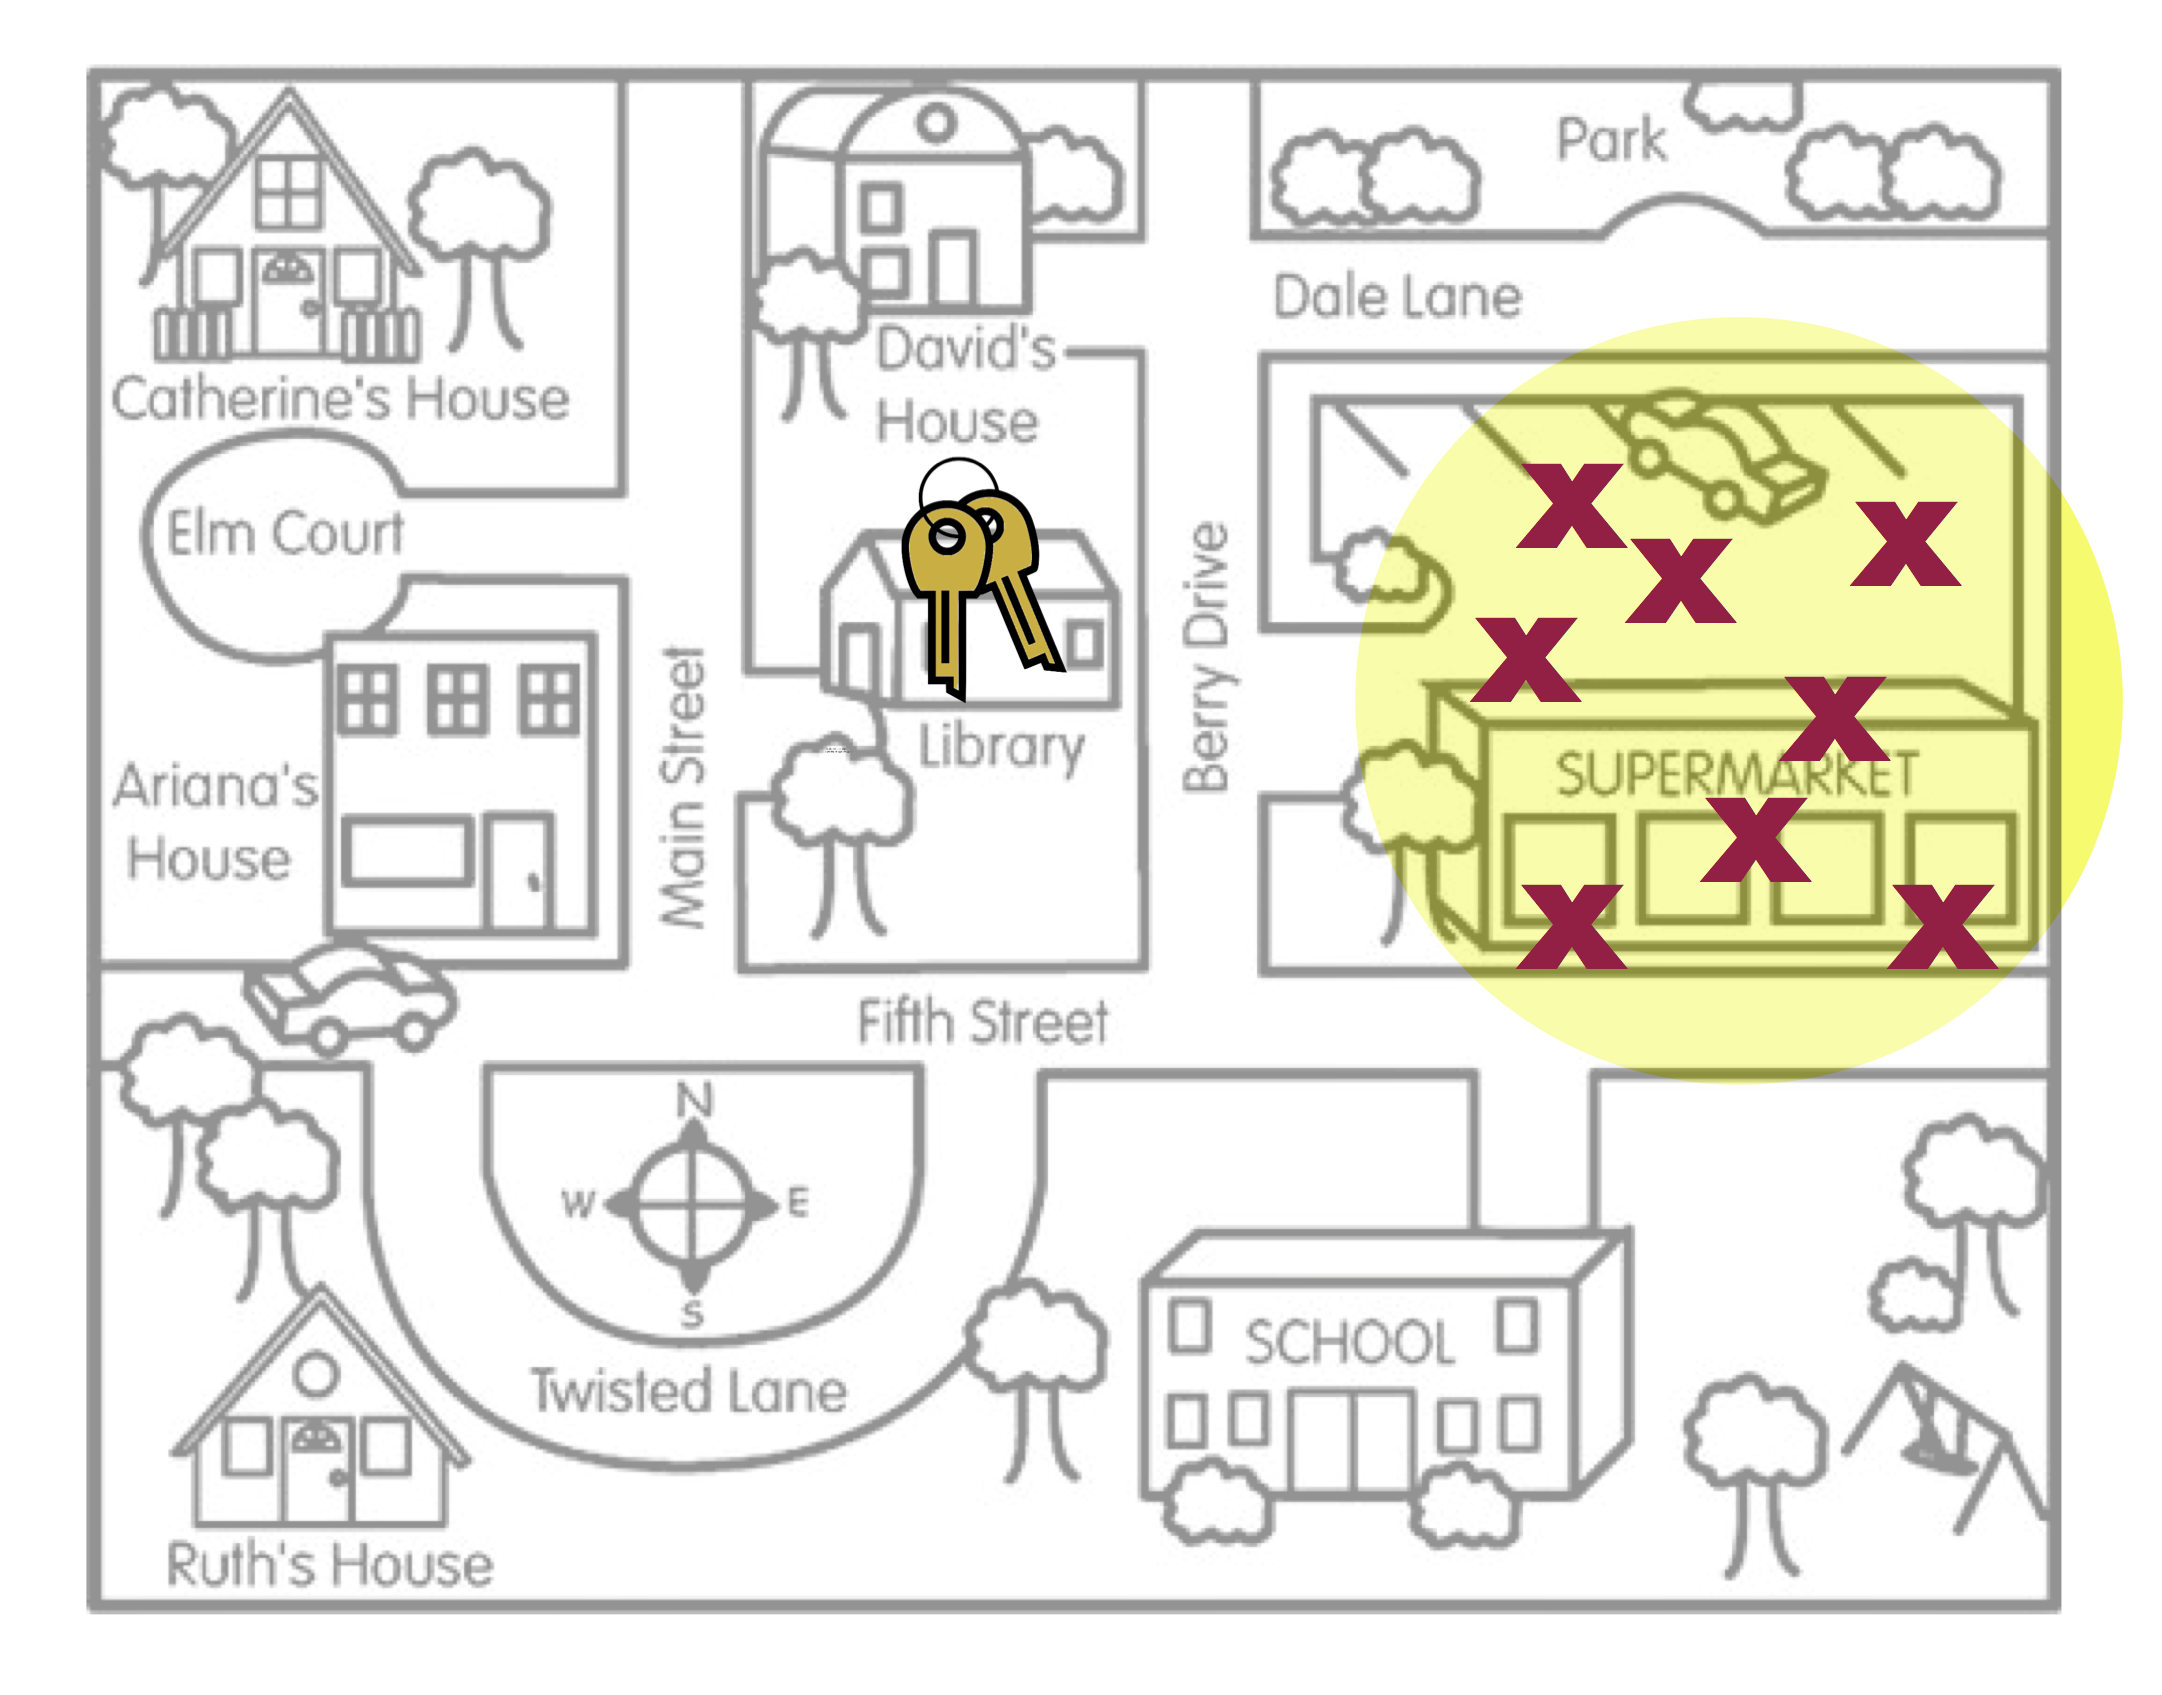 Park
Dale Lane
David's
House
Catherine's House
Elm Court
Berry Drive
Main Street
Library
SUPERMARKET
Ariana's
House
Fifth Street
N
W
E
S
SCHOOL
Twisted Lane
Ruth's House
X
X
X
X
X
X
X
X